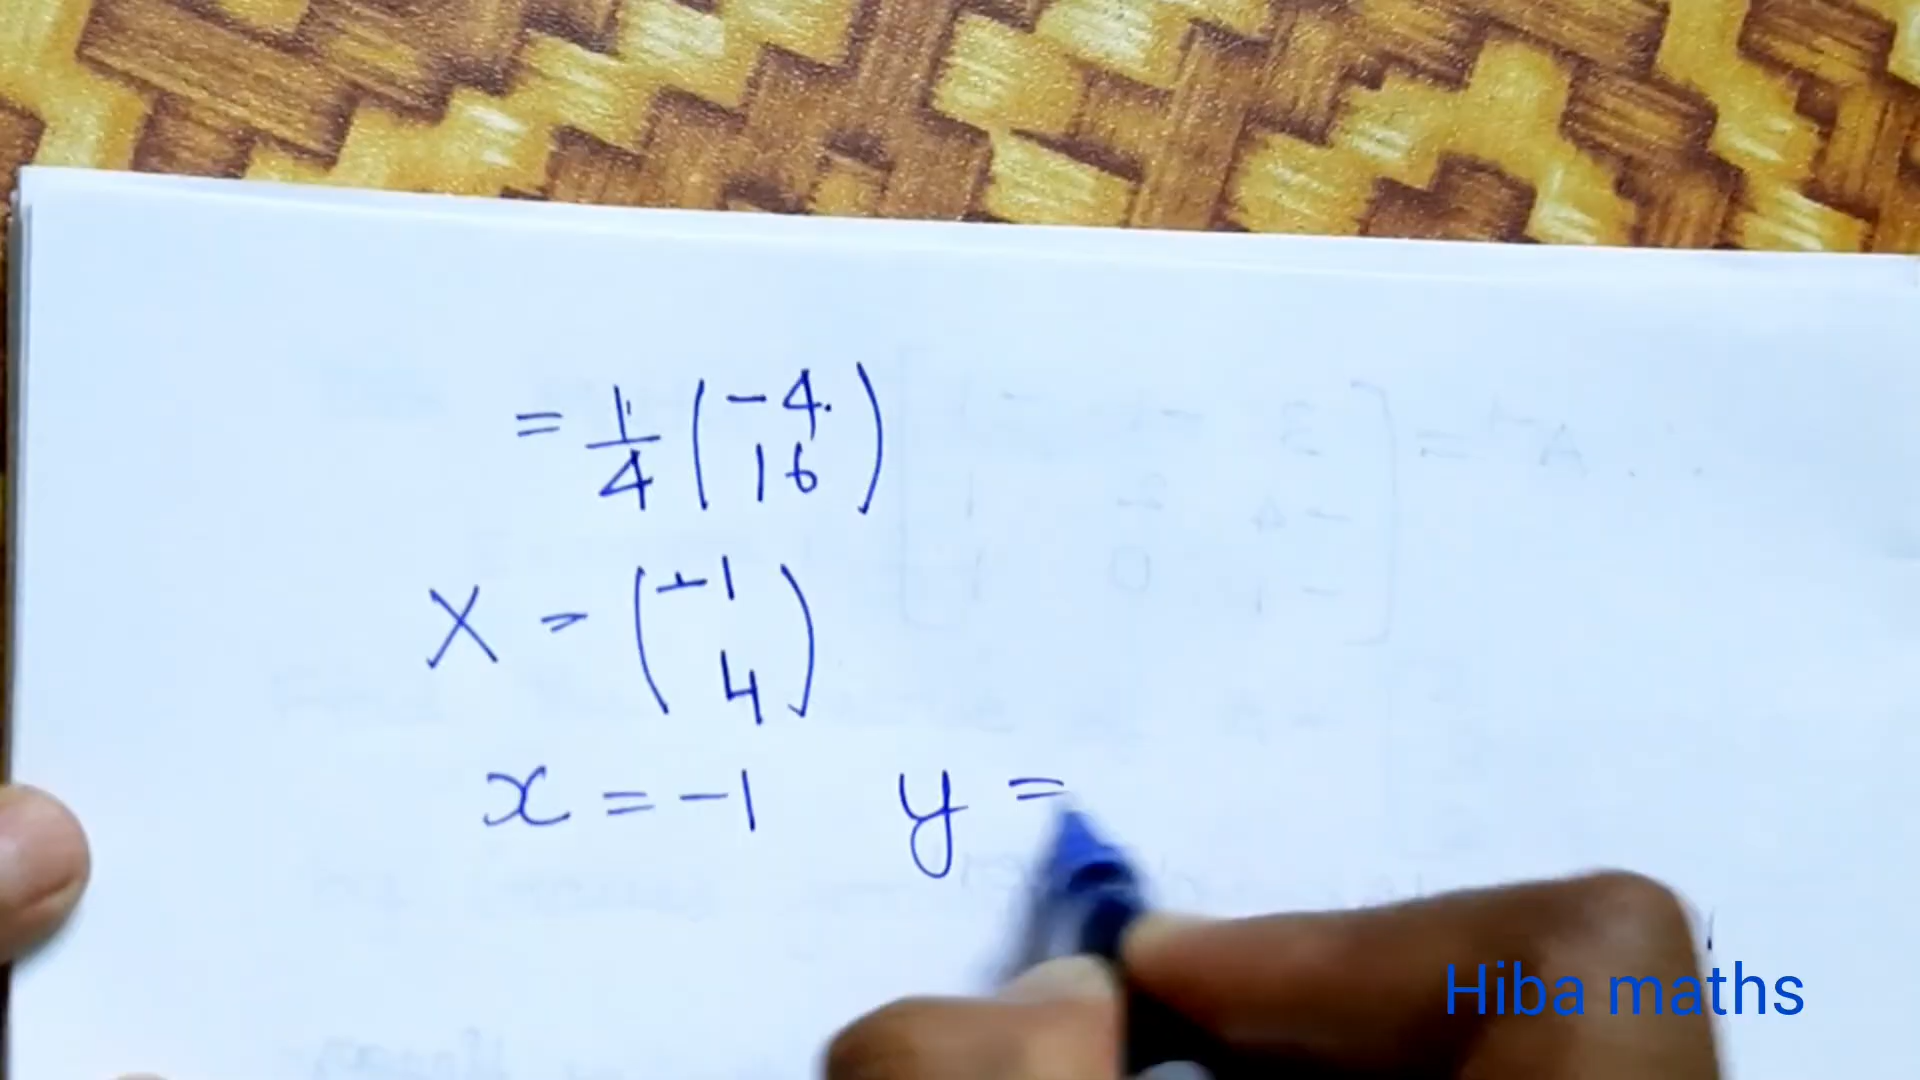 = 1/4 (-4. 16)
X = (-1 4)
x = -1 y =
Hiba maths